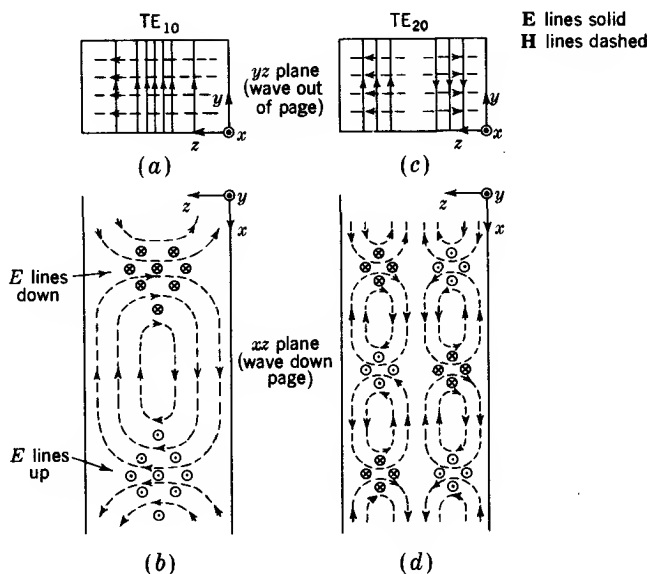 TE10
TE20
E lines solid
H lines dashed
yz plane
(wave out
of page)
y
z
x
(a)
y
z
x
(c)
z
y
x
E lines
down
xz plane
(wave down
page)
E lines
up
(b)
z
y
x
(d)